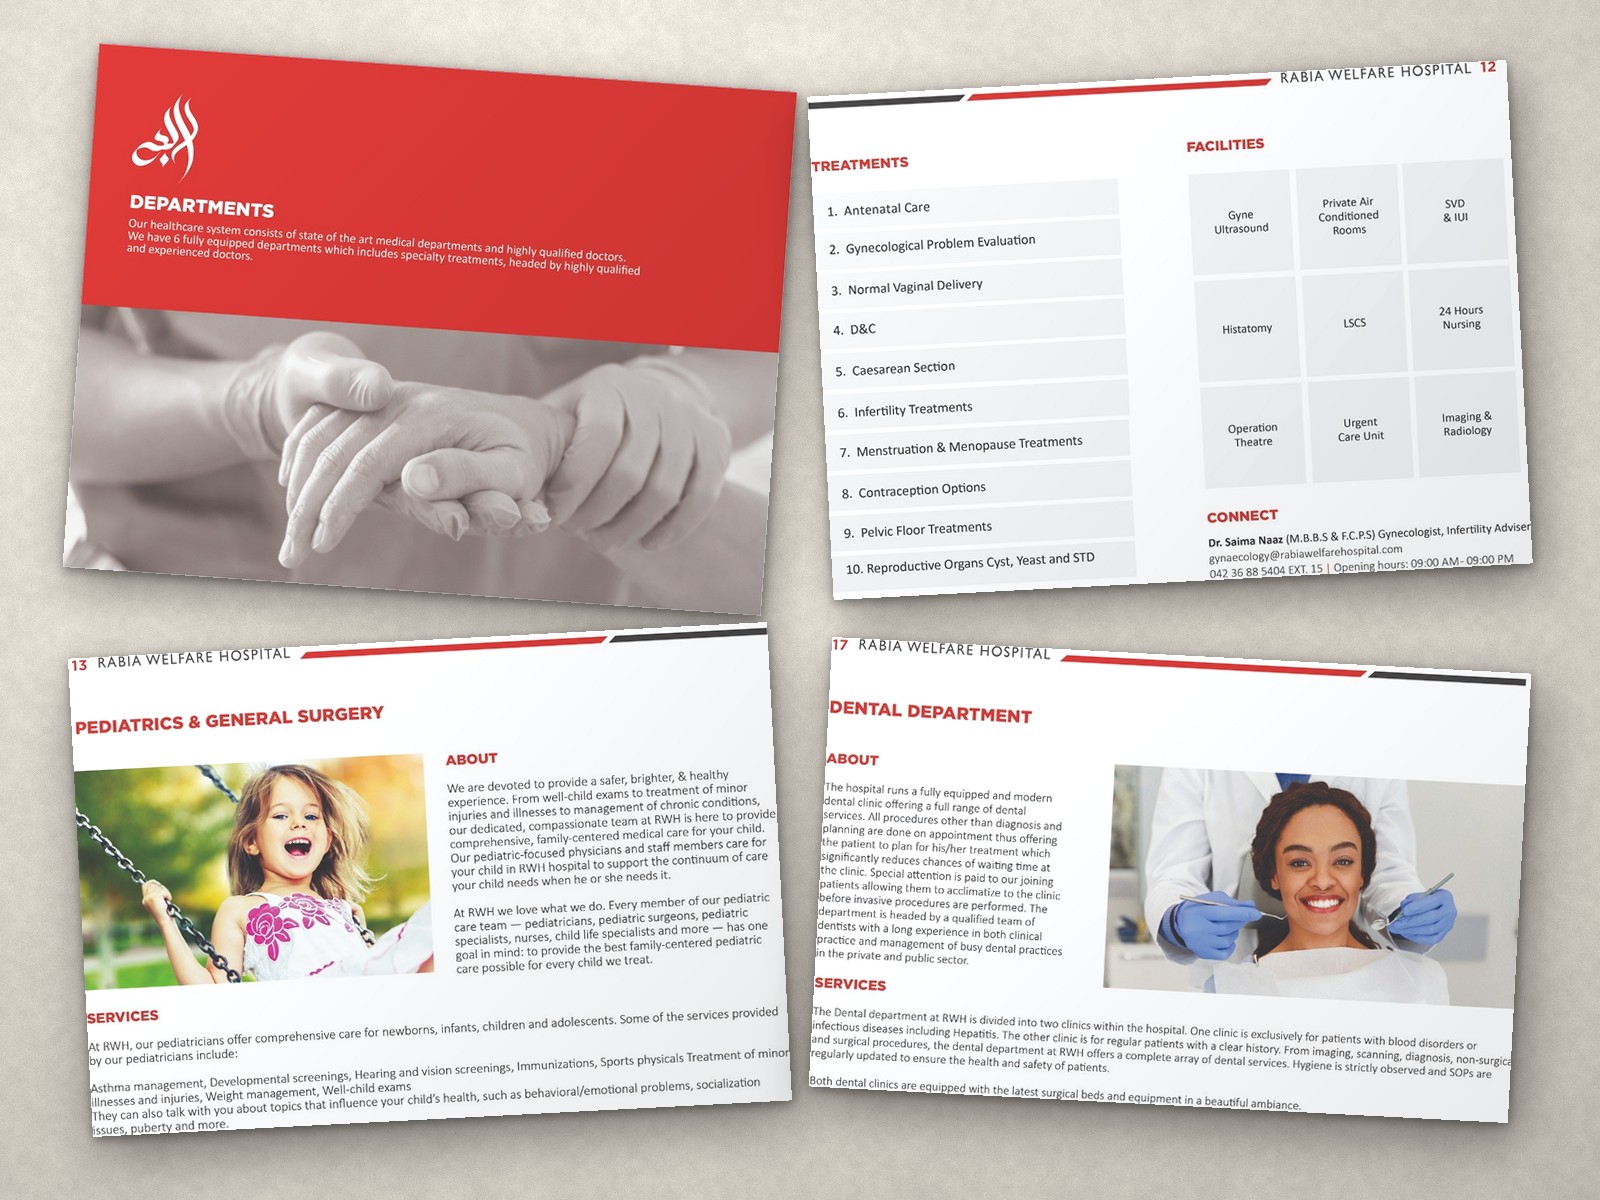 DEPARTMENTS
Our healthcare system consists of state of the art medical departments and highly qualified doctors.
We have 6 fully equipped departments which includes specialty treatments, headed by highly qualified
and experienced doctors.
RABIA WELFARE HOSPITAL 12
TREATMENTS
1. Antenatal Care
2. Gynecological Problem Evaluation
3. Normal Vaginal Delivery
4. D&C
5. Caesarean Section
6. Infertility Treatments
7. Menstruation & Menopause Treatments
8. Contraception Options
9. Pelvic Floor Treatments
10. Reproductive Organs Cyst, Yeast and STD
FACILITIES
Gyne
Ultrasound
Private Air
Conditioned
Rooms
SVD
& IUI
Histatomy
LSCS
24 Hours
Nursing
Operation
Theatre
Urgent
Care Unit
Imaging &
Radiology
CONNECT
Dr. Saima Naaz (M.B.B.S & F.C.P.S) Gynecologist, Infertility Adviser
gynaecology@rabiawelfarehospital.com
042 36 88 5404 EXT. 15 | Opening hours: 09:00 AM - 09:00 PM
13 RABIA WELFARE HOSPITAL
PEDIATRICS & GENERAL SURGERY
ABOUT
We are devoted to provide a safer, brighter, & healthy
experience. From well-child exams to treatment of minor
injuries and illnesses to management of chronic conditions,
our dedicated, compassionate team at RWH is here to provide
comprehensive, family-centered medical care for your child.
Our pediatric-focused physicians and staff members care for
your child in RWH hospital to support the continuum of care
your child needs when he or she needs it.
At RWH we love what we do. Every member of our pediatric
care team — pediatricians, pediatric surgeons, pediatric
specialists, nurses, child life specialists and more — has one
goal in mind: to provide the best family-centered pediatric
care possible for every child we treat.
SERVICES
At RWH, our pediatricians offer comprehensive care for newborns, infants, children and adolescents. Some of the services provided
by our pediatricians include:
Asthma management, Developmental screenings, Hearing and vision screenings, Immunizations, Sports physicals Treatment of minor
illnesses and injuries, Weight management, Well-child exams
They can also talk with you about topics that influence your child's health, such as behavioral/emotional problems, socialization
issues, puberty and more.
17 RABIA WELFARE HOSPITAL
DENTAL DEPARTMENT
ABOUT
The hospital runs a fully equipped and modern
dental clinic offering a full range of dental
services. All procedures other than diagnosis and
planning are done on appointment thus offering
the patient to plan for his/her treatment which
significantly reduces chances of waiting time at
the clinic. Special attention is paid to our joining
patients allowing them to acclimatize to the clinic
before invasive procedures are performed. The
department is headed by a qualified team of
dentists with a long experience in both clinical
practice and management of busy dental practices
in the private and public sector.
SERVICES
The Dental department at RWH is divided into two clinics within the hospital. One clinic is exclusively for patients with blood disorders or
infectious diseases including Hepatitis. The other clinic is for regular patients with a clear history. From imaging, scanning, diagnosis, non-surgica
and surgical procedures, the dental department at RWH offers a complete array of dental services. Hygiene is strictly observed and SOPs are
regularly updated to ensure the health and safety of patients.
Both dental clinics are equipped with the latest surgical beds and equipment in a beautiful ambiance.